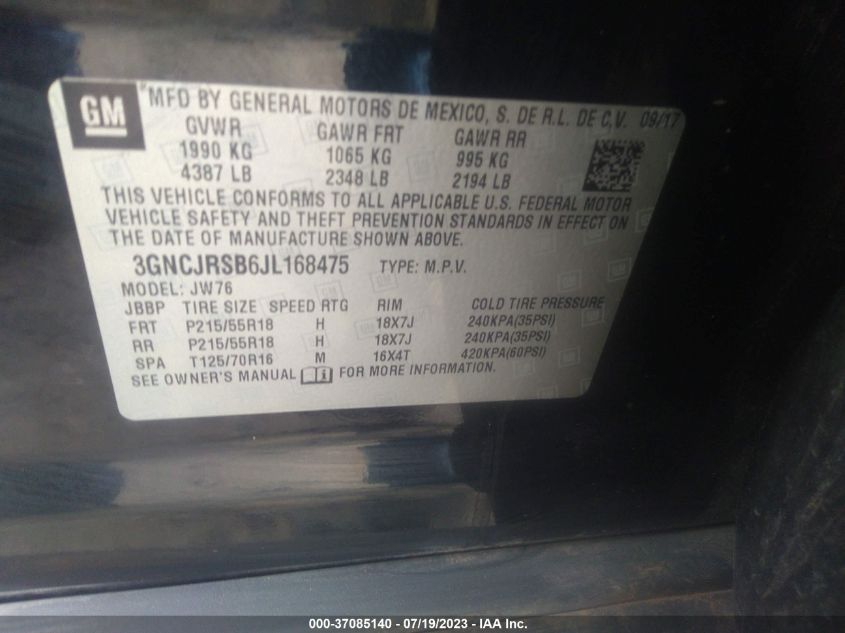 GM
MFD BY GENERAL MOTORS DE MEXICO, S. DE R.L. DE C.V. 09/17
GVWR GAWR FRT GAWR RR
1990 KG 1065 KG 995 KG
4387 LB 2348 LB 2194 LB
THIS VEHICLE CONFORMS TO ALL APPLICABLE U.S. FEDERAL MOTOR
VEHICLE SAFETY AND THEFT PREVENTION STANDARDS IN EFFECT ON
THE DATE OF MANUFACTURE SHOWN ABOVE.
3GNCJRSB6JL168475 TYPE: M.P.V.
MODEL: JW76
JBBP TIRE SIZE SPEED RTG RIM COLD TIRE PRESSURE
FRT P215/55R18 H 18X7J 240KPA(35PSI)
RR P215/55R18 H 18X7J 240KPA(35PSI)
SPA T125/70R16 M 16X4T 420KPA(60PSI)
SEE OWNER'S MANUAL FOR MORE INFORMATION.
000-37085140 - 07/19/2023 - IAA Inc.